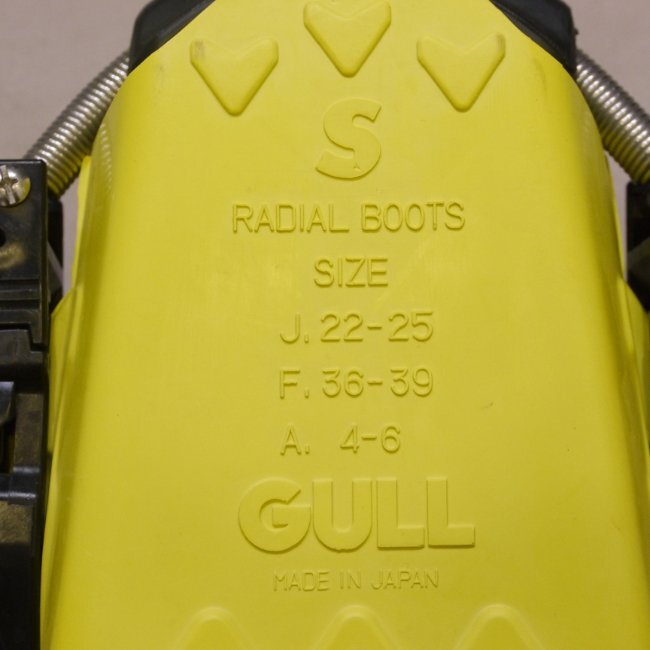 S
RADIAL BOOTS
SIZE
J. 22-25
F. 36-39
A. 4-6
GULL
MADE IN JAPAN